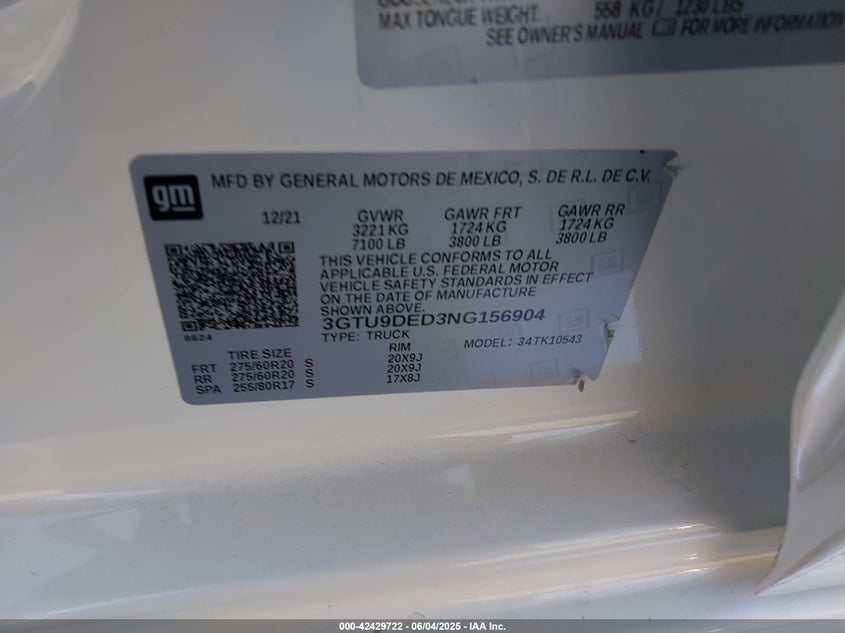 MAX TONGUE WEIGHT: 558 KG / 1230 LBS
SEE OWNER'S MANUAL FOR MORE INFORMATION
gm
MFD BY GENERAL MOTORS DE MEXICO, S. DE R.L. DE C.V.
12/21 GVWR GAWR FRT GAWR RR
3221 KG 1724 KG 1724 KG
7100 LB 3800 LB 3800 LB
THIS VEHICLE CONFORMS TO ALL
APPLICABLE U.S. FEDERAL MOTOR
VEHICLE SAFETY STANDARDS IN EFFECT
ON THE DATE OF MANUFACTURE
SHOWN ABOVE.
3GTU9DED3NG156904
8624
TYPE: TRUCK MODEL: 34TK10543
TIRE SIZE RIM
FRT 275/60R20 S 20X9J
RR 275/60R20 S 20X9J
SPA 255/80R17 S 17X8J
000-42429722 - 06/04/2025 - IAA Inc.